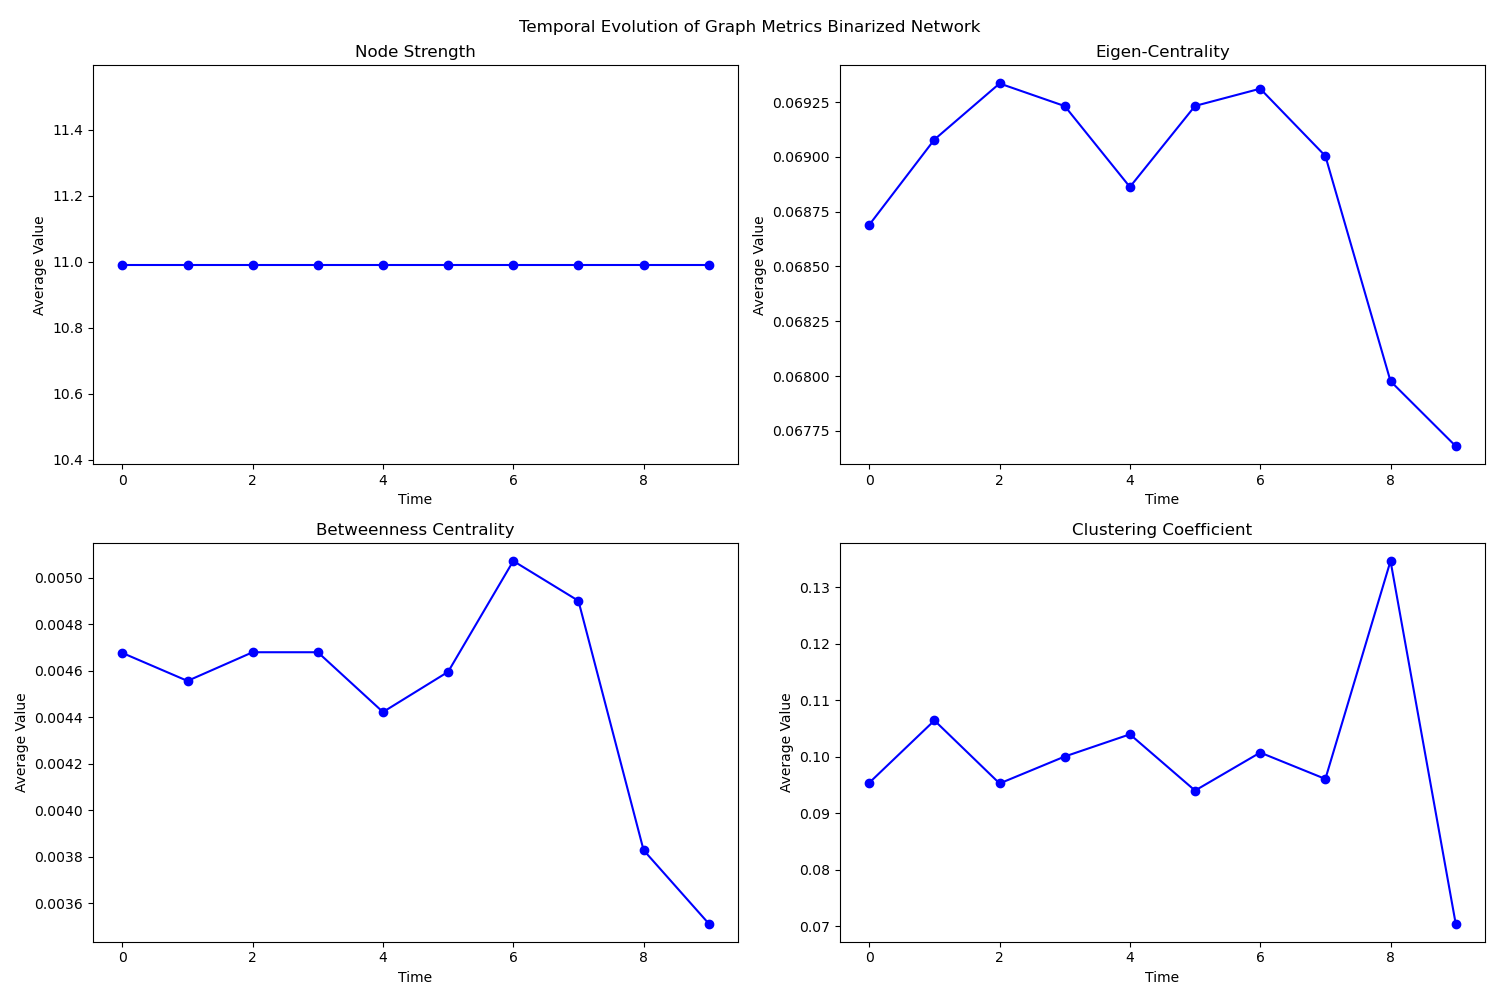 Temporal Evolution of Graph Metrics Binarized Network
Node Strength
Average Value
11.4
11.2
11.0
10.8
10.6
10.4
0 2 4 6 8
Time
Eigen-Centrality
Average Value
0.06925
0.06900
0.06875
0.06850
0.06825
0.06800
0.06775
0 2 4 6 8
Time
Betweenness Centrality
Average Value
0.0050
0.0048
0.0046
0.0044
0.0042
0.0040
0.0038
0.0036
0 2 4 6 8
Time
Clustering Coefficient
Average Value
0.13
0.12
0.11
0.10
0.09
0.08
0.07
0 2 4 6 8
Time